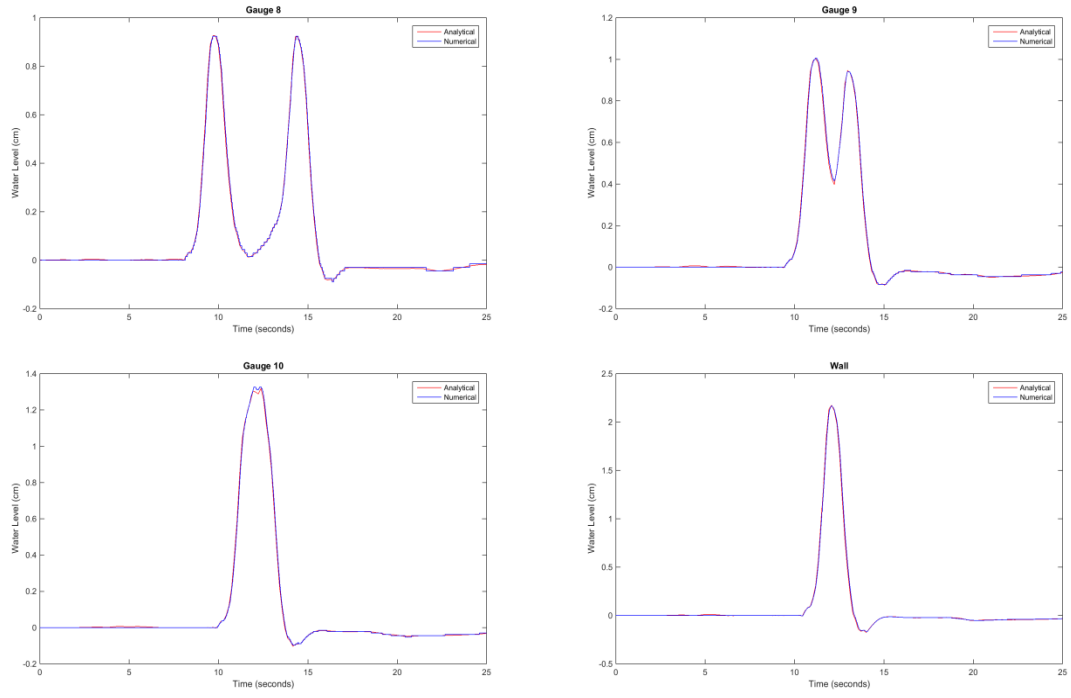 Gauge 8
Analytical
Numerical
Water Level (cm)
1
0.8
0.6
0.4
0.2
0
-0.2
0 5 10 15 20 25
Time (seconds)
Gauge 9
Analytical
Numerical
Water Level (cm)
1.2
1
0.8
0.6
0.4
0.2
0
-0.2
0 5 10 15 20 25
Time (seconds)
Gauge 10
Analytical
Numerical
Water Level (cm)
1.4
1.2
1
0.8
0.6
0.4
0.2
0
-0.2
0 5 10 15 20 25
Time (seconds)
Wall
Analytical
Numerical
Water Level (cm)
2.5
2
1.5
1
0.5
0
-0.5
0 5 10 15 20 25
Time (seconds)